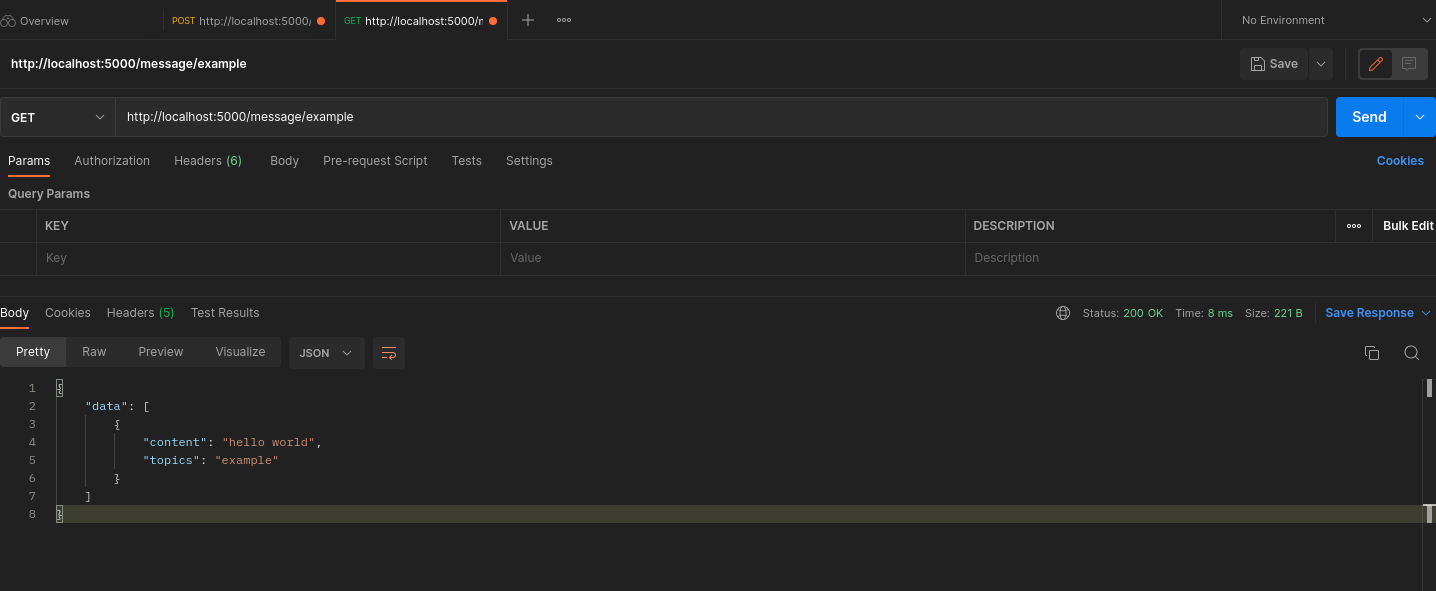 Overview
POST http://localhost:5000/
GET http://localhost:5000/n
No Environment
http://localhost:5000/message/example
Save
GET
http://localhost:5000/message/example
Send
Params Authorization Headers (6) Body Pre-request Script Tests Settings Cookies
Query Params
KEY VALUE DESCRIPTION Bulk Edit
Key Value Description
Body Cookies Headers (5) Test Results Status: 200 OK Time: 8 ms Size: 221 B Save Response
Pretty Raw Preview Visualize JSON
1 {
2 "data": [
3 {
4 "content": "hello world",
5 "topics": "example"
6 }
7 ]
8 }